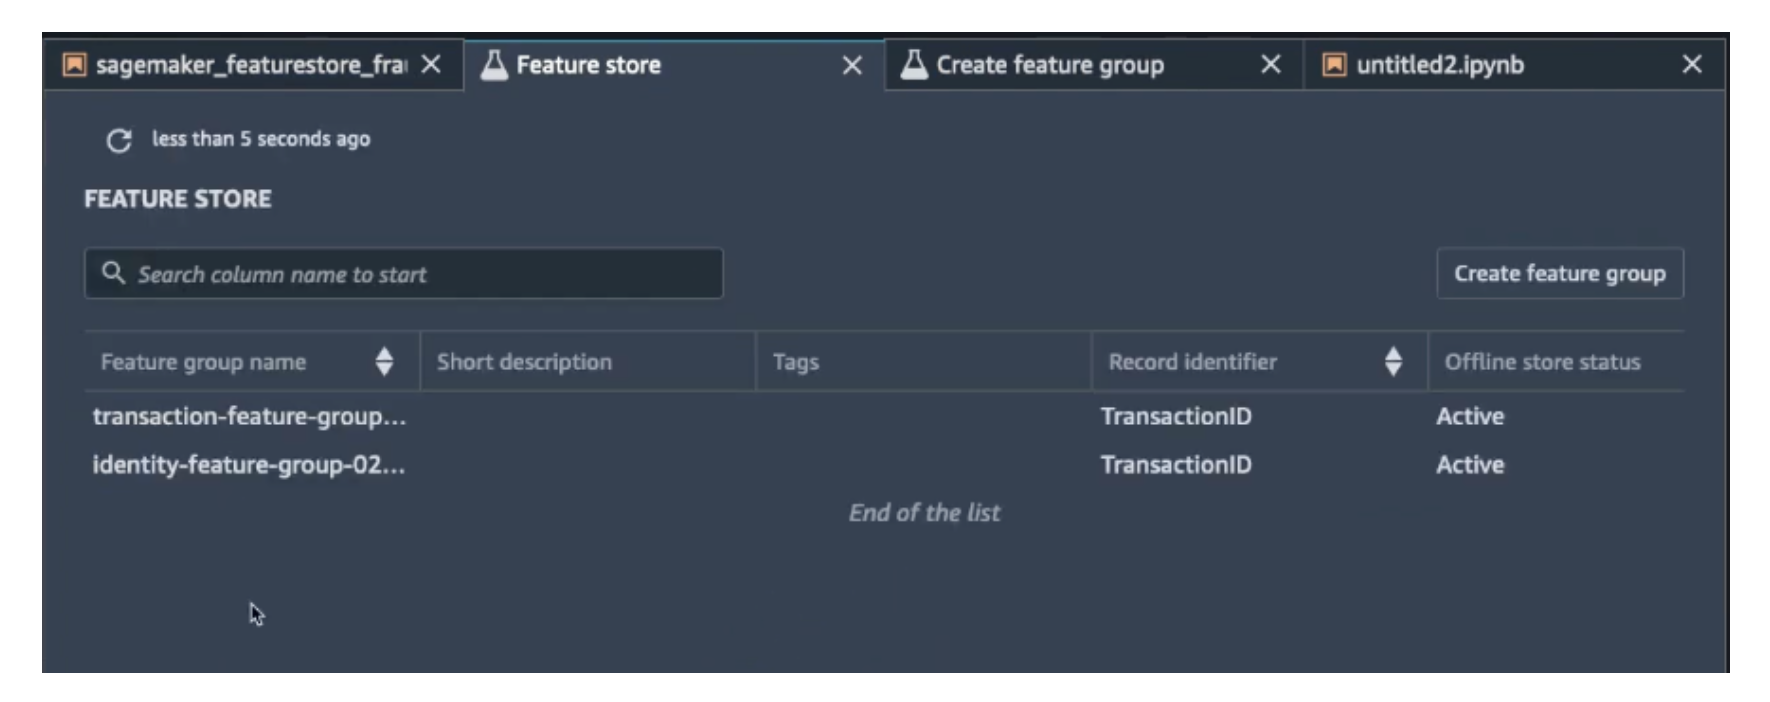 sagemaker_featurestore_fra
Feature store
Create feature group
untitled2.ipynb
less than 5 seconds ago
FEATURE STORE
Search column name to start
Create feature group
Feature group name
Short description
Tags
Record identifier
Offline store status
transaction-feature-group... TransactionID Active
identity-feature-group-02... TransactionID Active
End of the list